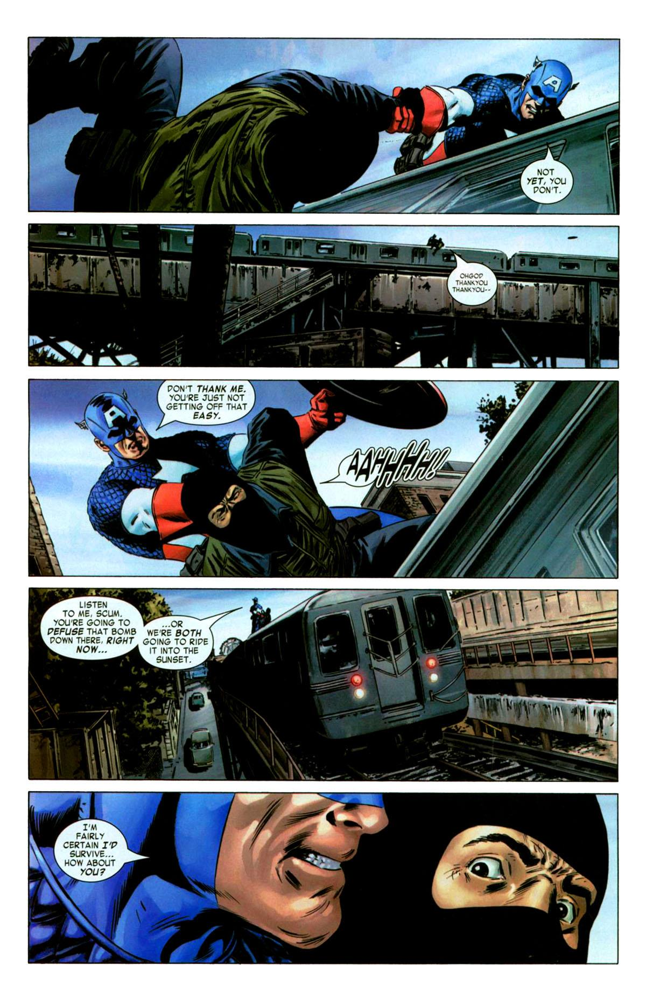 NOT
YET, YOU
DON'T.
OHGOD
THANKYOU
THANKYOU--
DON'T THANK ME.
YOU'RE JUST NOT
GETTING OFF THAT
EASY.
AAHHHHH!
LISTEN
TO ME, SCUM.
YOU'RE GOING TO
DEFUSE THAT BOMB
DOWN THERE, RIGHT
NOW...
...OR
WE'RE BOTH
GOING TO RIDE
IT INTO THE
SUNSET.
I'M
FAIRLY
CERTAIN I'D
SURVIVE...
HOW ABOUT
YOU?